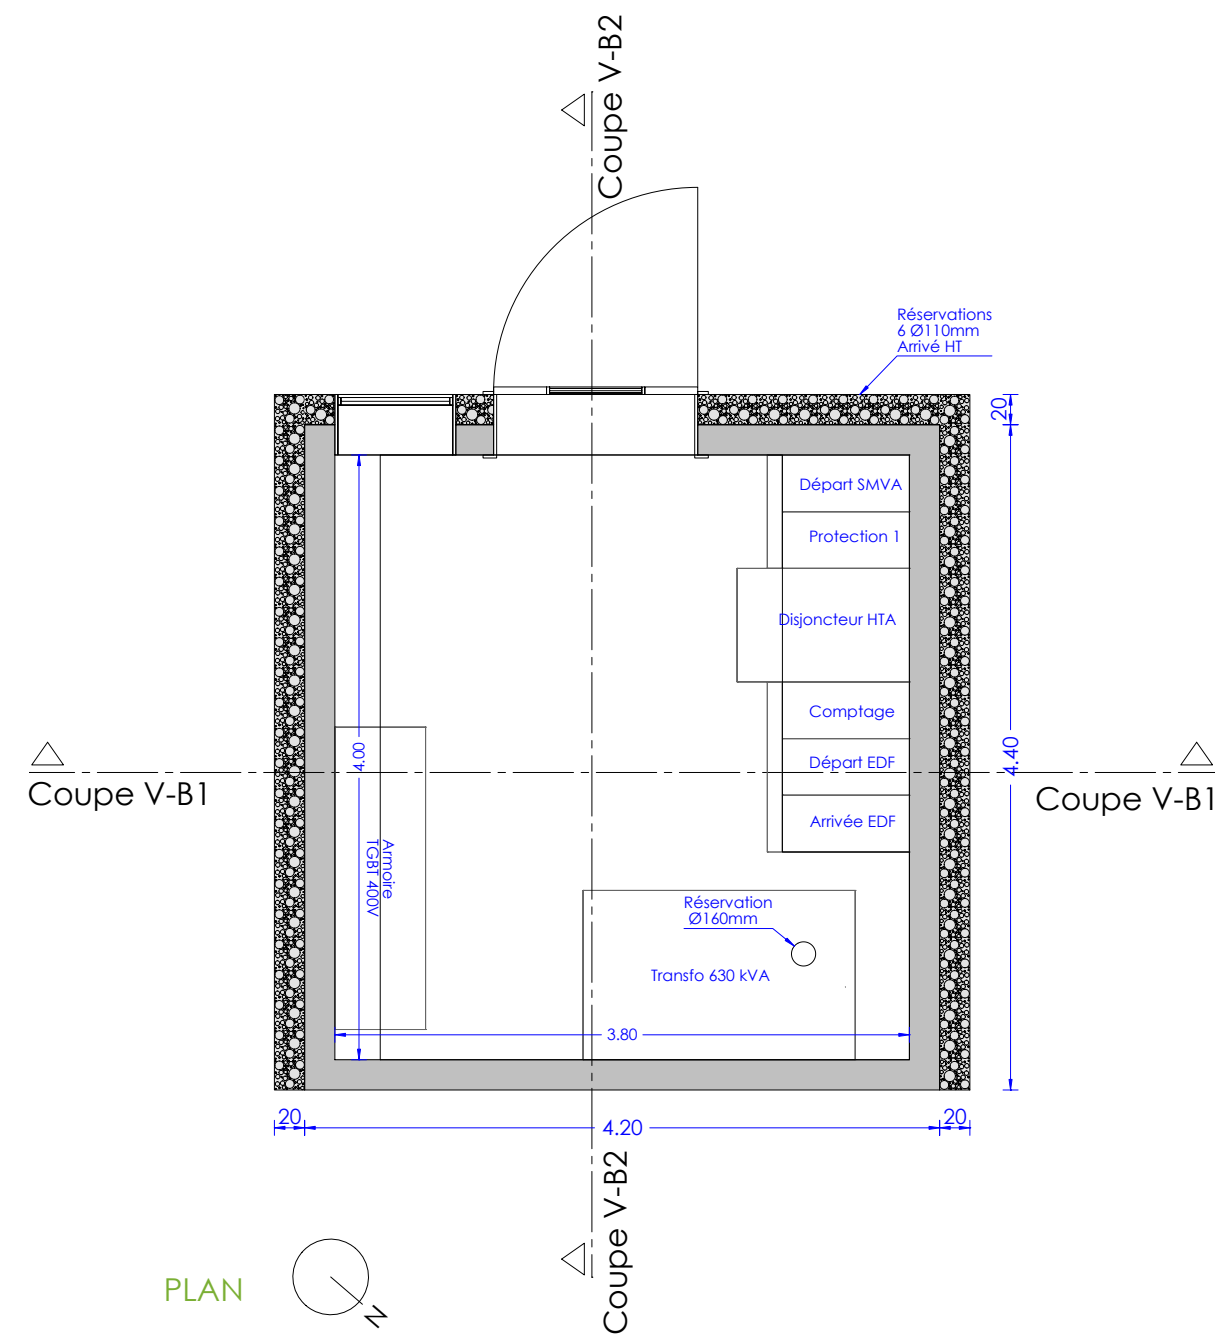 Coupe V-B2
Réservations
6 Ø110mm
Arrivé HT
20
Départ SMVA
Protection 1
Disjoncteur HTA
Comptage
Départ EDF
Arrivée EDF
4.00
4.40
Coupe V-B1
Coupe V-B1
Armoire
TGBT 400V
Réservation
Ø160mm
Transfo 630 kVA
3.80
20
4.20
20
Coupe V-B2
PLAN
N